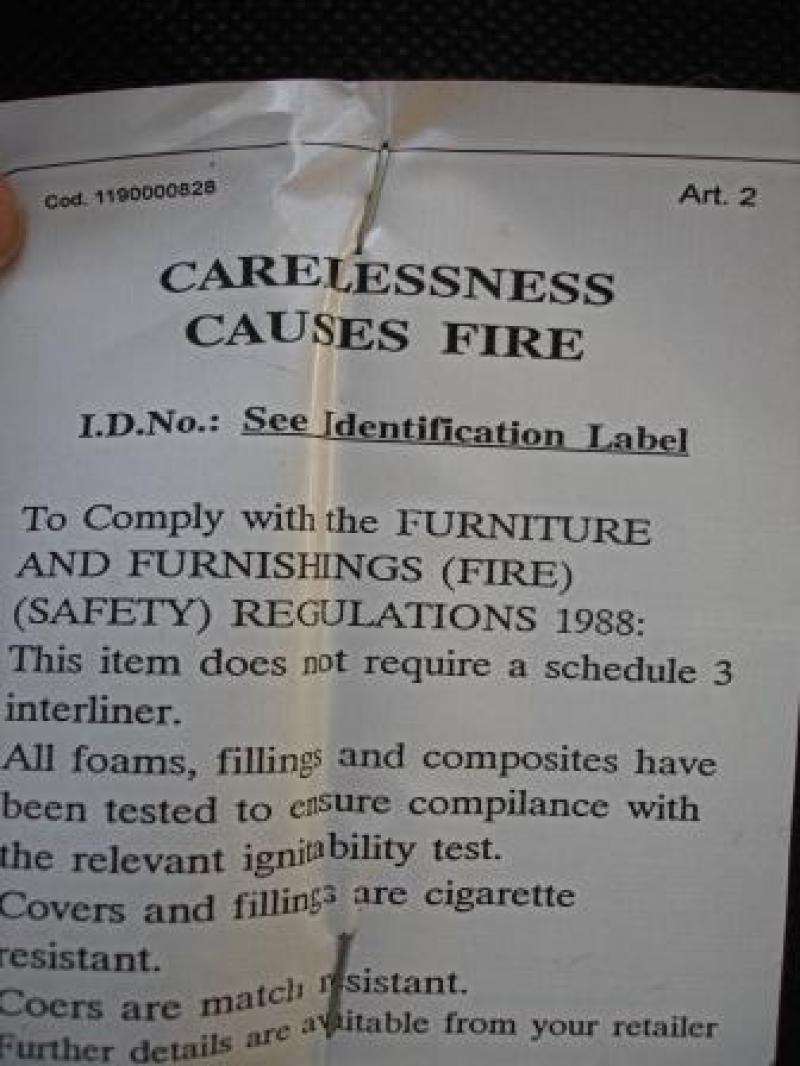 Cod. 1190000828
Art. 2
CARELESSNESS
CAUSES FIRE
I.D.No.: See Identification Label
To Comply with the FURNITURE
AND FURNISHINGS (FIRE)
(SAFETY) REGULATIONS 1988:
This item does not require a schedule 3
interliner.
All foams, fillings and composites have
been tested to ensure compilance with
the relevant ignitability test.
Covers and fillings are cigarette
resistant.
Coers are match resistant.
Further details are avaitable from your retailer